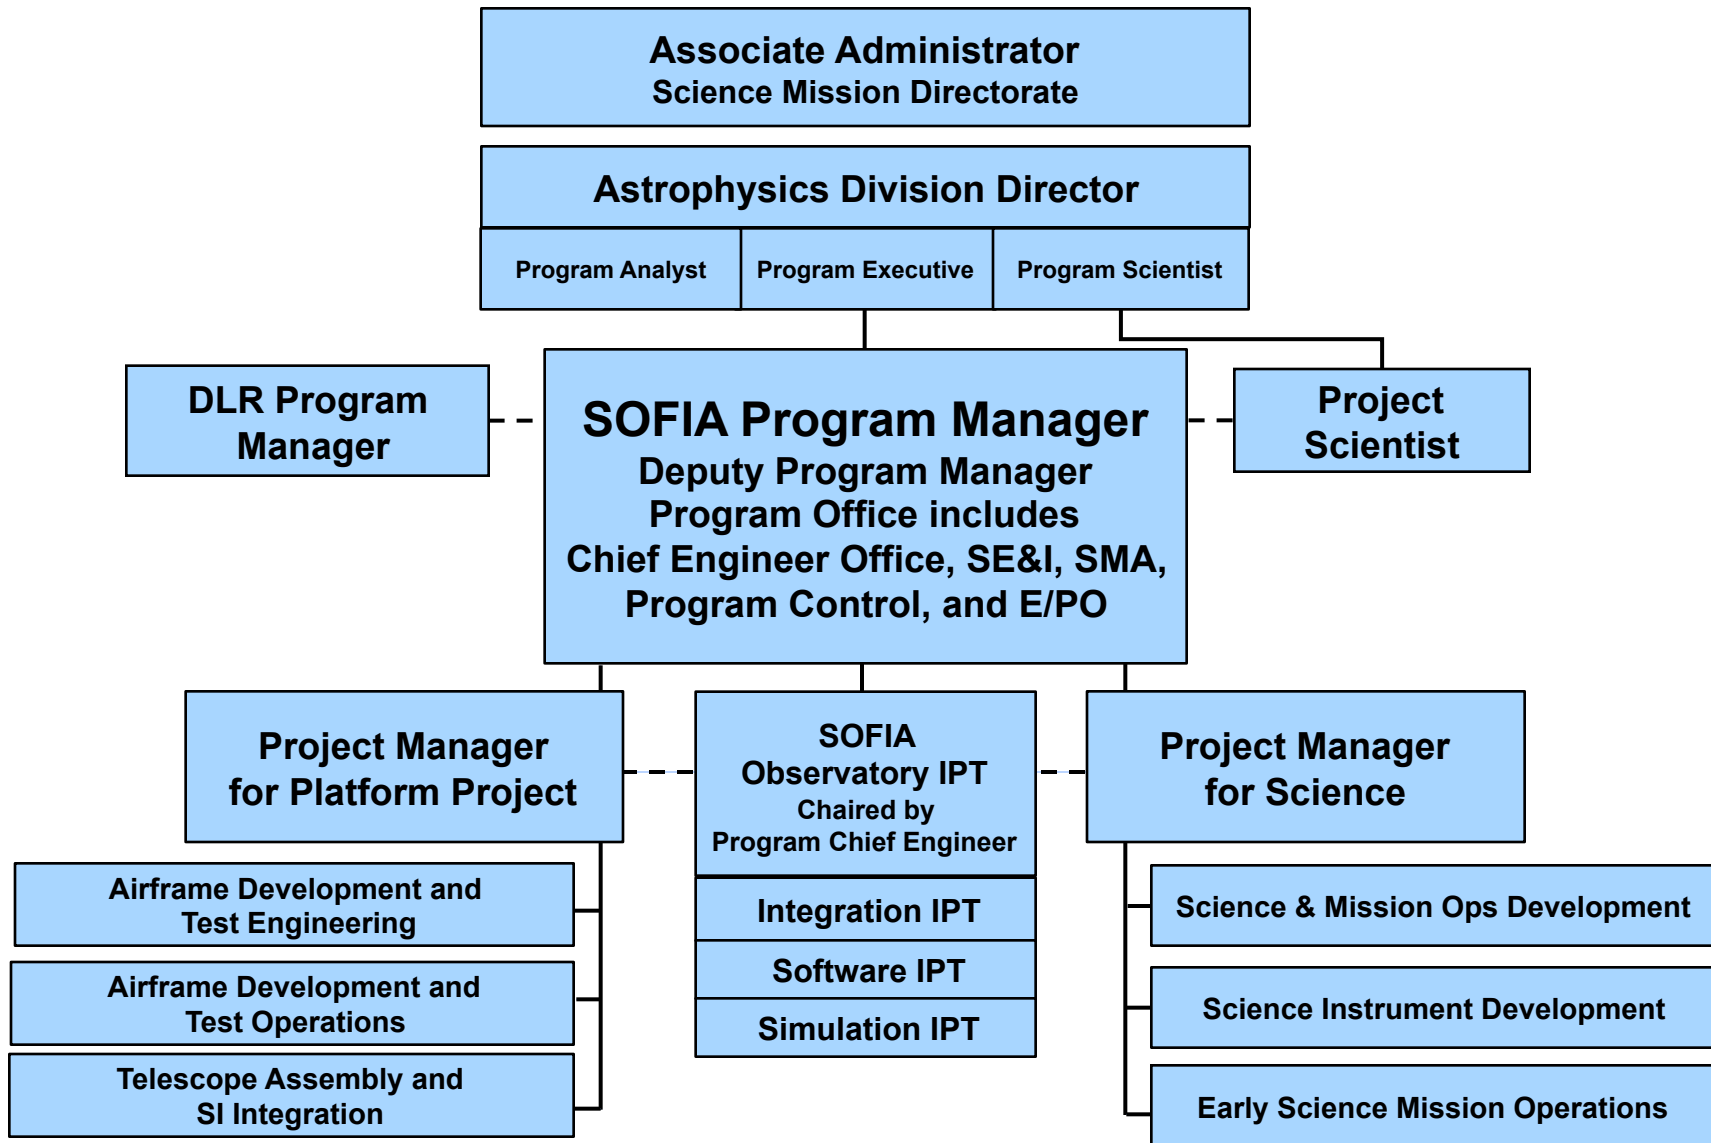 Associate Administrator
Science Mission Directorate
Astrophysics Division Director
Program Analyst
Program Executive
Program Scientist
DLR Program
Manager
SOFIA Program Manager
Deputy Program Manager
Program Office includes
Chief Engineer Office, SE&I, SMA,
Program Control, and E/PO
Project
Scientist
Project Manager
for Platform Project
SOFIA
Observatory IPT
Chaired by
Program Chief Engineer
Project Manager
for Science
Airframe Development and
Test Engineering
Airframe Development and
Test Operations
Telescope Assembly and
SI Integration
Integration IPT
Software IPT
Simulation IPT
Science & Mission Ops Development
Science Instrument Development
Early Science Mission Operations